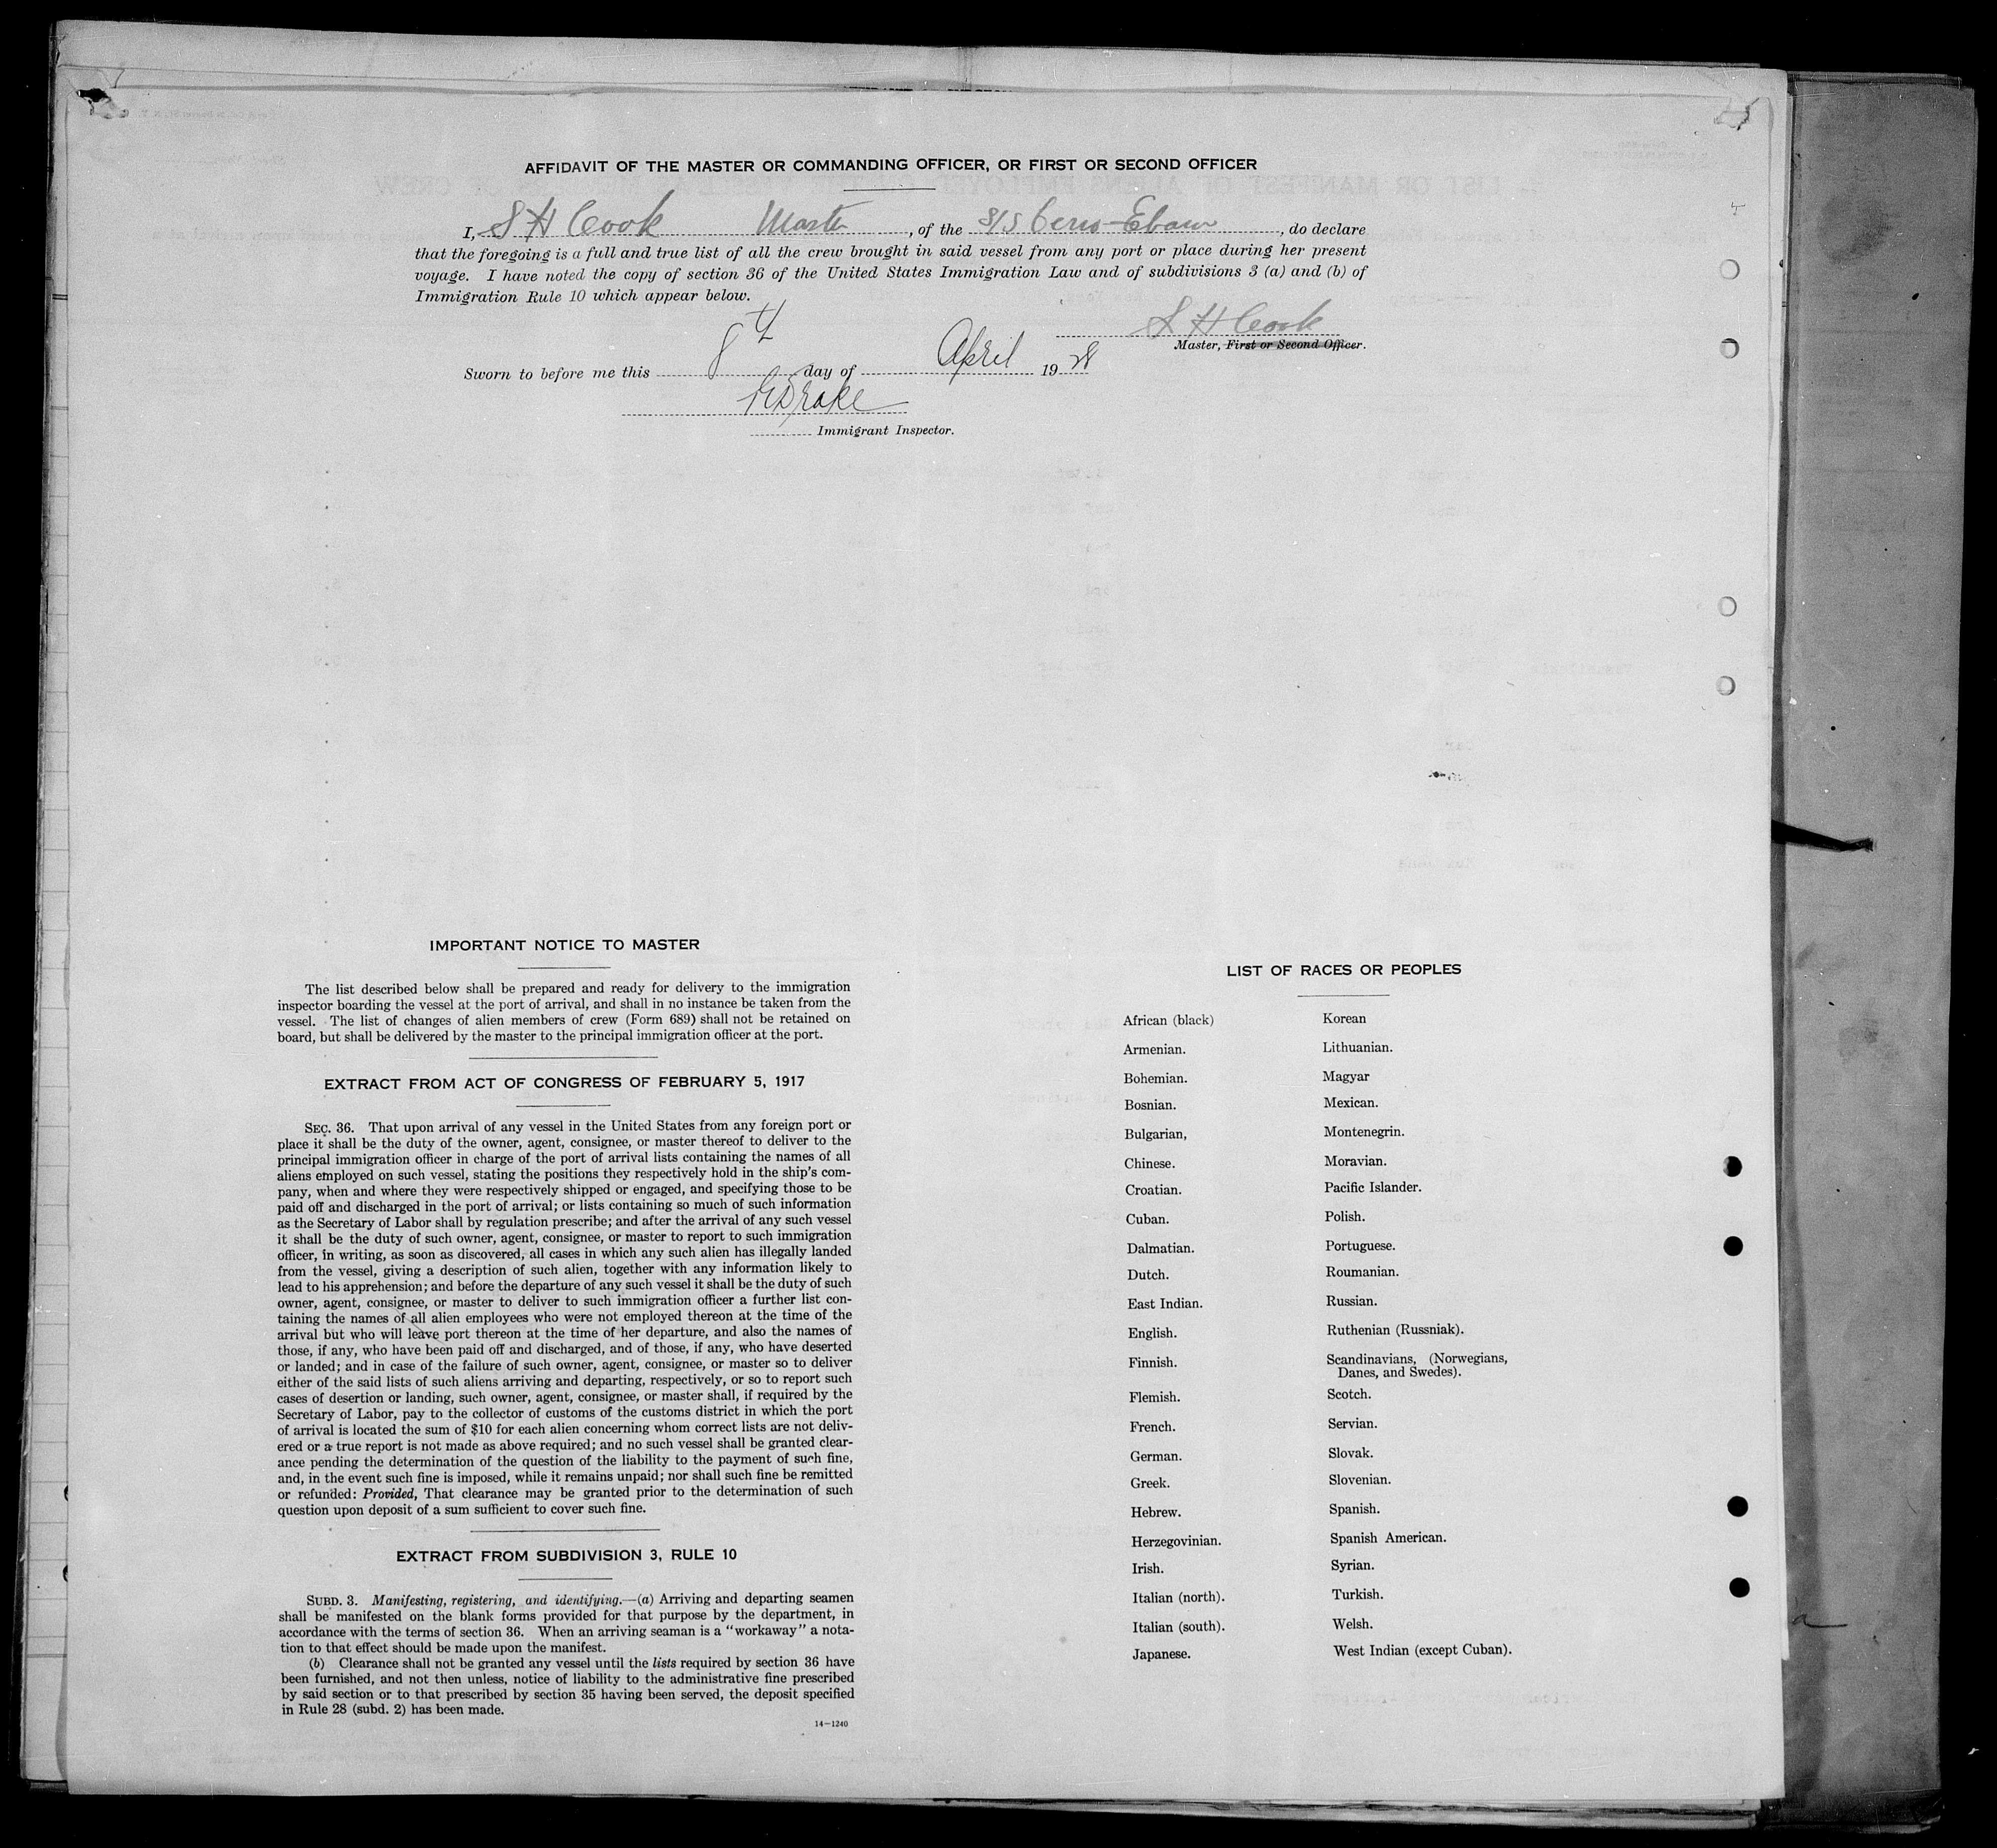 AFFIDAVIT OF THE MASTER OR COMMANDING OFFICER, OR FIRST OR SECOND OFFICER
I, S H Cook Master, of the S/S Cerro-Ebano, do declare
that the foregoing is a full and true list of all the crew brought in said vessel from any port or place during her present
voyage. I have noted the copy of section 36 of the United States Immigration Law and of subdivisions 3 (a) and (b) of
Immigration Rule 10 which appear below.
S H Cook
Master, First or Second Officer.
Sworn to before me this 8th day of April 1928
Drake
Immigrant Inspector.
IMPORTANT NOTICE TO MASTER
The list described below shall be prepared and ready for delivery to the immigration
inspector boarding the vessel at the port of arrival, and shall in no instance be taken from the
vessel. The list of changes of alien members of crew (Form 689) shall not be retained on
board, but shall be delivered by the master to the principal immigration officer at the port.
EXTRACT FROM ACT OF CONGRESS OF FEBRUARY 5, 1917
SEC. 36. That upon arrival of any vessel in the United States from any foreign port or
place it shall be the duty of the owner, agent, consignee, or master thereof to deliver to the
principal immigration officer in charge of the port of arrival lists containing the names of all
aliens employed on such vessel, stating the positions they respectively hold in the ship's com-
pany, when and where they were respectively shipped or engaged, and specifying those to be
paid off and discharged in the port of arrival; or lists containing so much of such information
as the Secretary of Labor shall by regulation prescribe; and after the arrival of any such vessel
it shall be the duty of such owner, agent, consignee, or master to report to such immigration
officer, in writing, as soon as discovered, all cases in which any such alien has illegally landed
from the vessel, giving a description of such alien, together with any information likely to
lead to his apprehension; and before the departure of any such vessel it shall be the duty of such
owner, agent, consignee, or master to deliver to such immigration officer a further list con-
taining the names of all alien employees who were not employed thereon at the time of the
arrival but who will leave port thereon at the time of her departure, and also the names of
those, if any, who have been paid off and discharged, and of those, if any, who have deserted
or landed; and in case of the failure of such owner, agent, consignee, or master so to deliver
either of the said lists of such aliens arriving and departing, respectively, or so to report such
cases of desertion or landing, such owner, agent, consignee, or master shall, if required by the
Secretary of Labor, pay to the collector of customs of the customs district in which the port
of arrival is located the sum of $10 for each alien concerning whom correct lists are not deliv-
ered or a true report is not made as above required; and no such vessel shall be granted clear-
ance pending the determination of the question of the liability to the payment of such fine,
and, in the event such fine is imposed, while it remains unpaid; nor shall such fine be remitted
or refunded: Provided, That clearance may be granted prior to the determination of such
question upon deposit of a sum sufficient to cover such fine.
EXTRACT FROM SUBDIVISION 3, RULE 10
SUBD. 3. Manifesting, registering, and identifying.—(a) Arriving and departing seamen
shall be manifested on the blank forms provided for that purpose by the department, in
accordance with the terms of section 36. When an arriving seaman is a "workaway" a nota-
tion to that effect should be made upon the manifest.
(b) Clearance shall not be granted any vessel until the lists required by section 36 have
been furnished, and not then unless, notice of liability to the administrative fine prescribed
by said section or to that prescribed by section 35 having been served, the deposit specified
in Rule 28 (subd. 2) has been made.
14—1240
LIST OF RACES OR PEOPLES
African (black)
Armenian.
Bohemian.
Bosnian.
Bulgarian,
Chinese.
Croatian.
Cuban.
Dalmatian.
Dutch.
East Indian.
English.
Finnish.
Flemish.
French.
German.
Greek.
Hebrew.
Herzegovinian.
Irish.
Italian (north).
Italian (south).
Japanese.
Korean
Lithuanian.
Magyar
Mexican.
Montenegrin.
Moravian.
Pacific Islander.
Polish.
Portuguese.
Roumanian.
Russian.
Ruthenian (Russniak).
Scandinavians, (Norwegians,
Danes, and Swedes).
Scotch.
Servian.
Slovak.
Slovenian.
Spanish.
Spanish American.
Syrian.
Turkish.
Welsh.
West Indian (except Cuban).